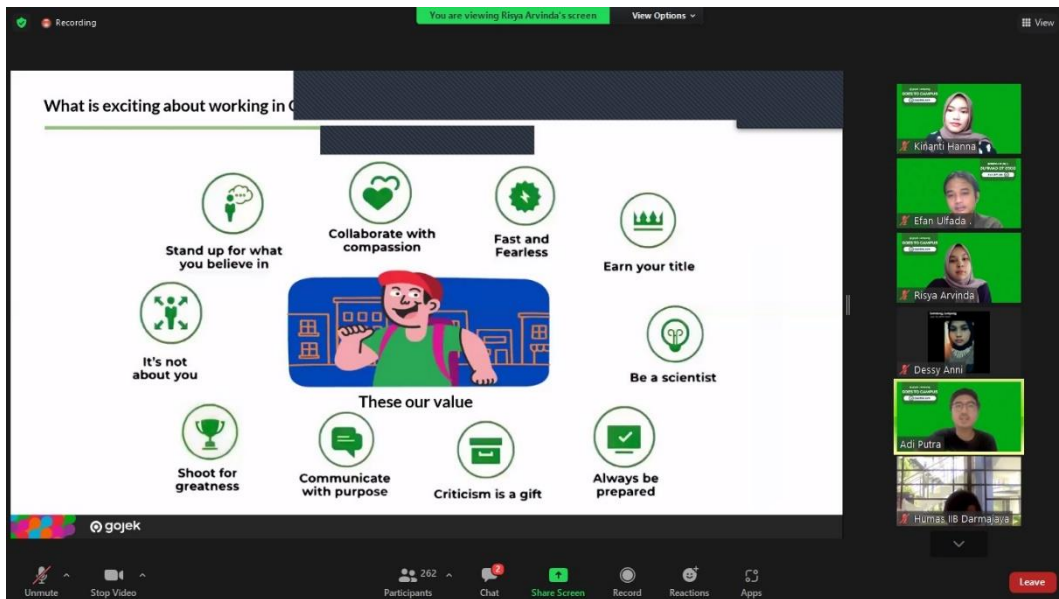 Recording
You are viewing Risya Arvinda's screen
View Options
View
What is exciting about working in
Stand up for what
you believe in
Collaborate with
compassion
Fast and
Fearless
Earn your title
It's not
about you
Be a scientist
These our value
Shoot for
greatness
Communicate
with purpose
Criticism is a gift
Always be
prepared
gojek
Kinanti Hanna
Efan Ulfada .
Risya Arvinda
Dessy Anni
Adi Putra
Humas IIB Darmajaya
Unmute
Stop Video
262
Participants
2
Chat
Share Screen
Record
Reactions
Apps
Leave